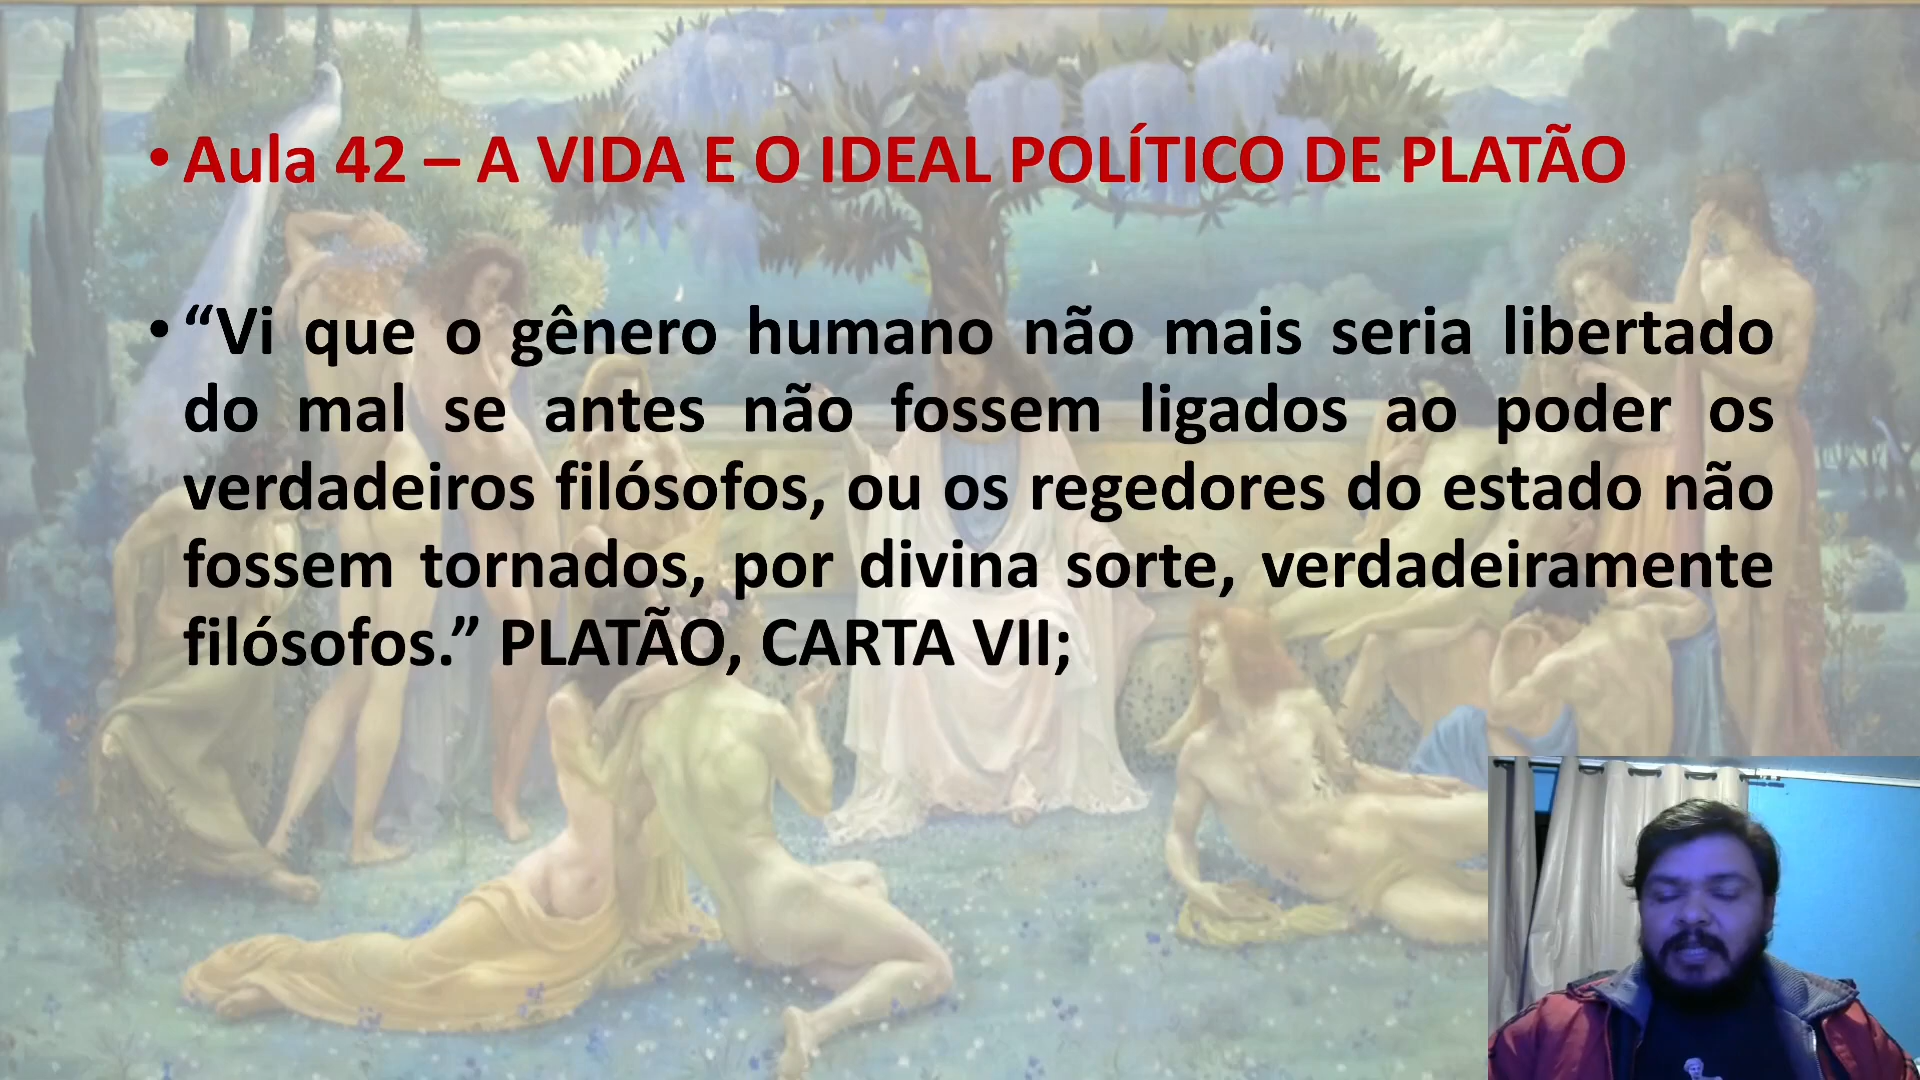 • Aula 42 – A VIDA E O IDEAL POLÍTICO DE PLATÃO
• “Vi que o gênero humano não mais seria libertado
do mal se antes não fossem ligados ao poder os
verdadeiros filósofos, ou os regedores do estado não
fossem tornados, por divina sorte, verdadeiramente
filósofos.” PLATÃO, CARTA VII;